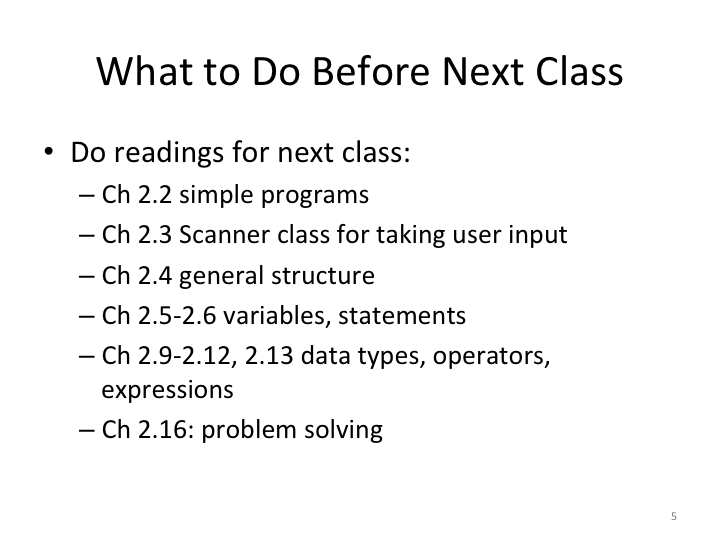 What to Do Before Next Class
• Do readings for next class:
– Ch 2.2 simple programs
– Ch 2.3 Scanner class for taking user input
– Ch 2.4 general structure
– Ch 2.5-2.6 variables, statements
– Ch 2.9-2.12, 2.13 data types, operators,
expressions
– Ch 2.16: problem solving
5